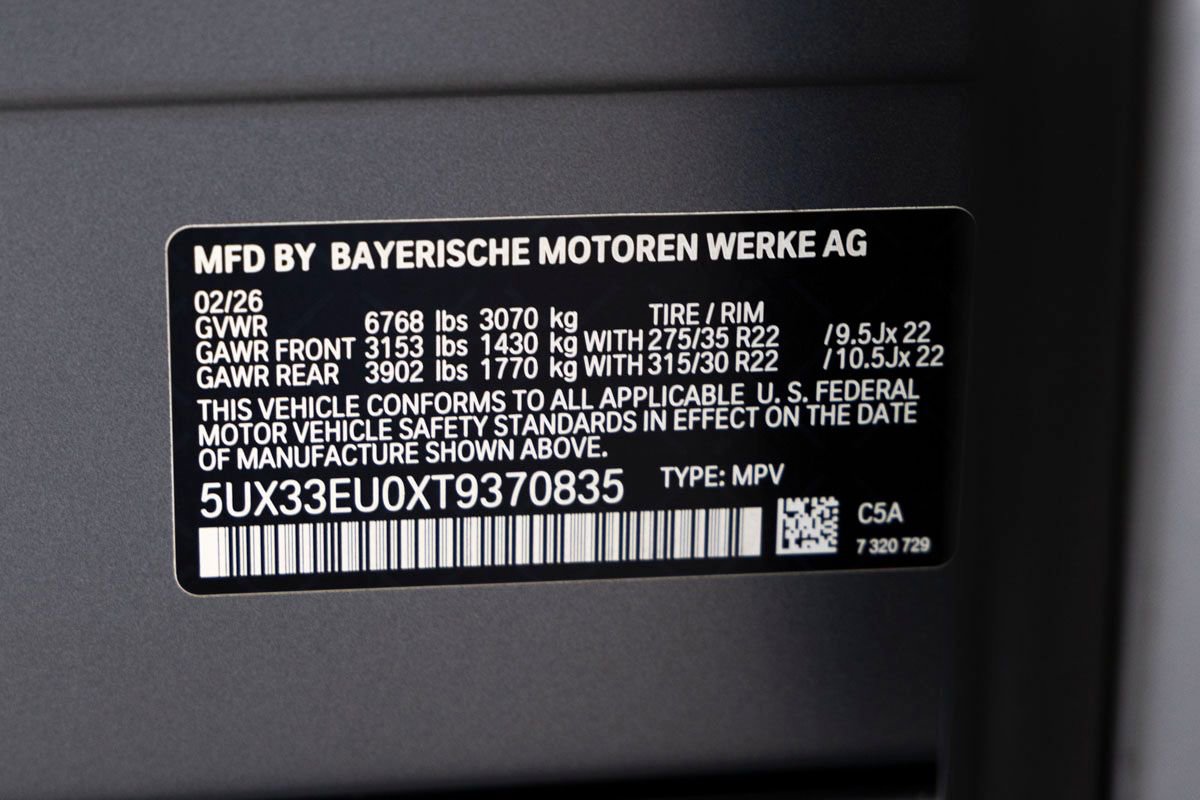 MFD BY BAYERISCHE MOTOREN WERKE AG
02/26
GVWR 6768 lbs 3070 kg TIRE / RIM
GAWR FRONT 3153 lbs 1430 kg WITH 275/35 R22 /9.5Jx 22
GAWR REAR 3902 lbs 1770 kg WITH 315/30 R22 /10.5Jx 22
THIS VEHICLE CONFORMS TO ALL APPLICABLE U. S. FEDERAL
MOTOR VEHICLE SAFETY STANDARDS IN EFFECT ON THE DATE
OF MANUFACTURE SHOWN ABOVE.
5UX33EU0XT9370835 TYPE: MPV
C5A
7 320 729